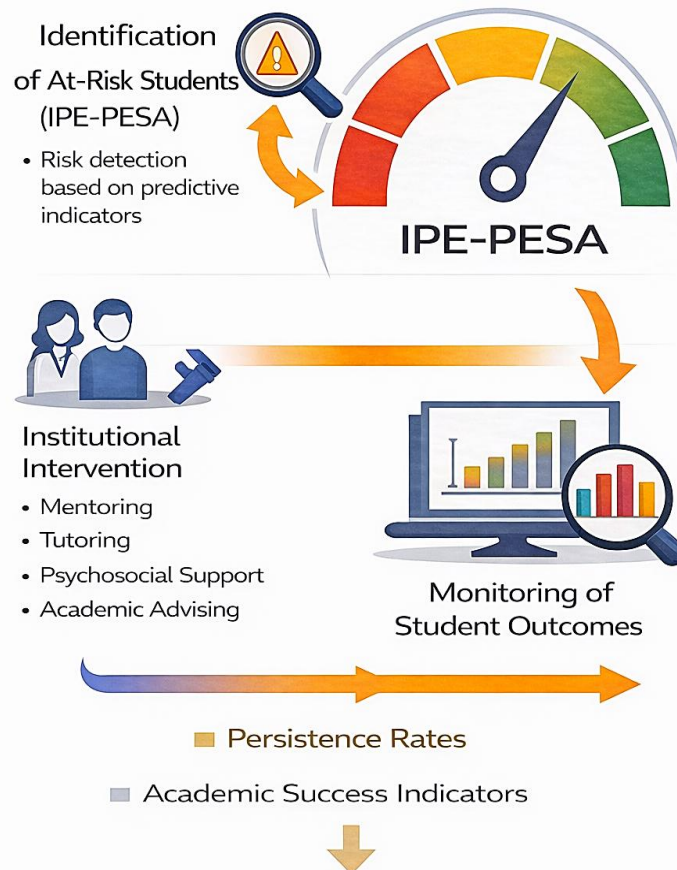 Identification
of At-Risk Students
(IPE-PESA)
• Risk detection
based on predictive
indicators
IPE-PESA
Institutional
Intervention
• Mentoring
• Tutoring
• Psychosocial Support
• Academic Advising
Monitoring of
Student Outcomes
Persistence Rates
Academic Success Indicators